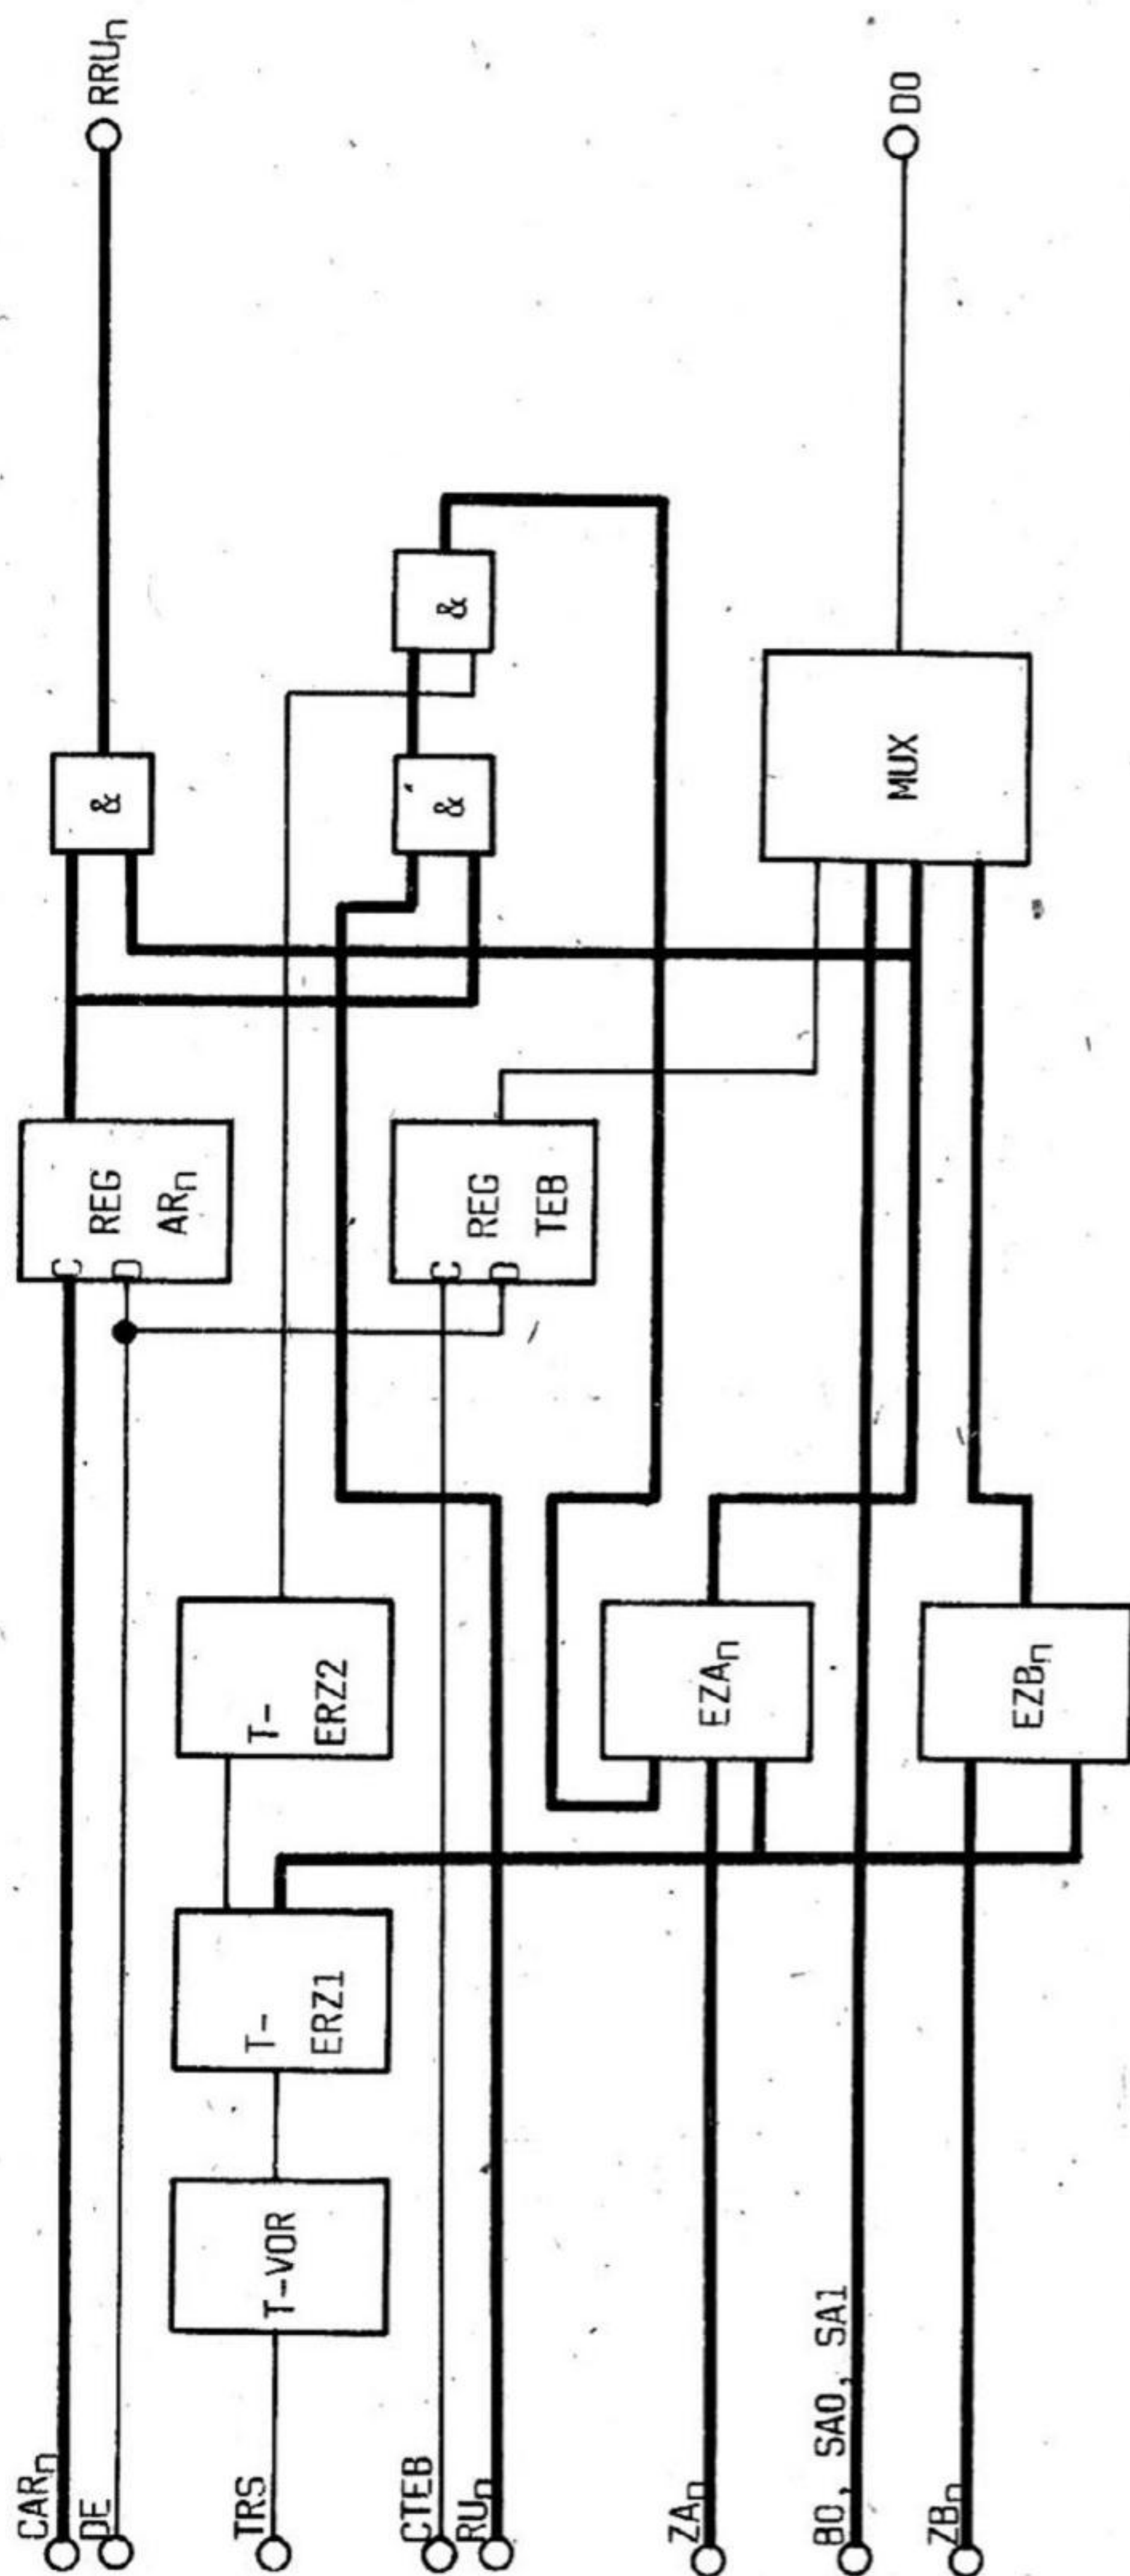 CARn
DE
TRS
CTEB
RUn
ZAn
BO, SAO, SA1
ZBn
T-VOR
T-
ERZ1
T-
ERZ2
EZAn
EZBn
C
D
REG
ARn
C
D
REG
TEB
&
&
&
MUX
RRUn
DO